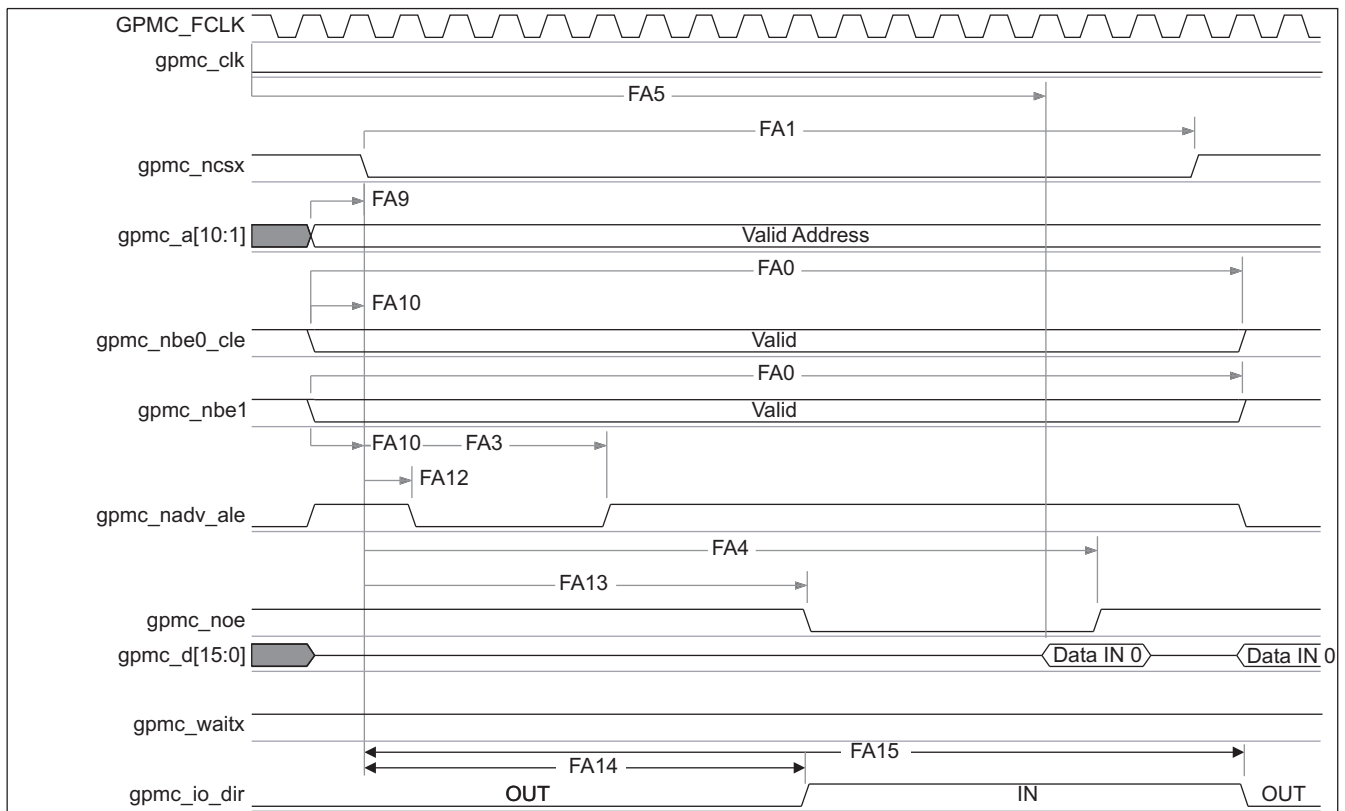 GPMC_FCLK
gpmc_clk
FA5
FA1
gpmc_ncsx
FA9
gpmc_a[10:1]
Valid Address
FA0
FA10
gpmc_nbe0_cle
Valid
FA0
gpmc_nbe1
Valid
FA10
FA3
FA12
gpmc_nadv_ale
FA4
FA13
gpmc_noe
gpmc_d[15:0]
Data IN 0
Data IN 0
gpmc_waitx
FA15
FA14
gpmc_io_dir
OUT
IN
OUT